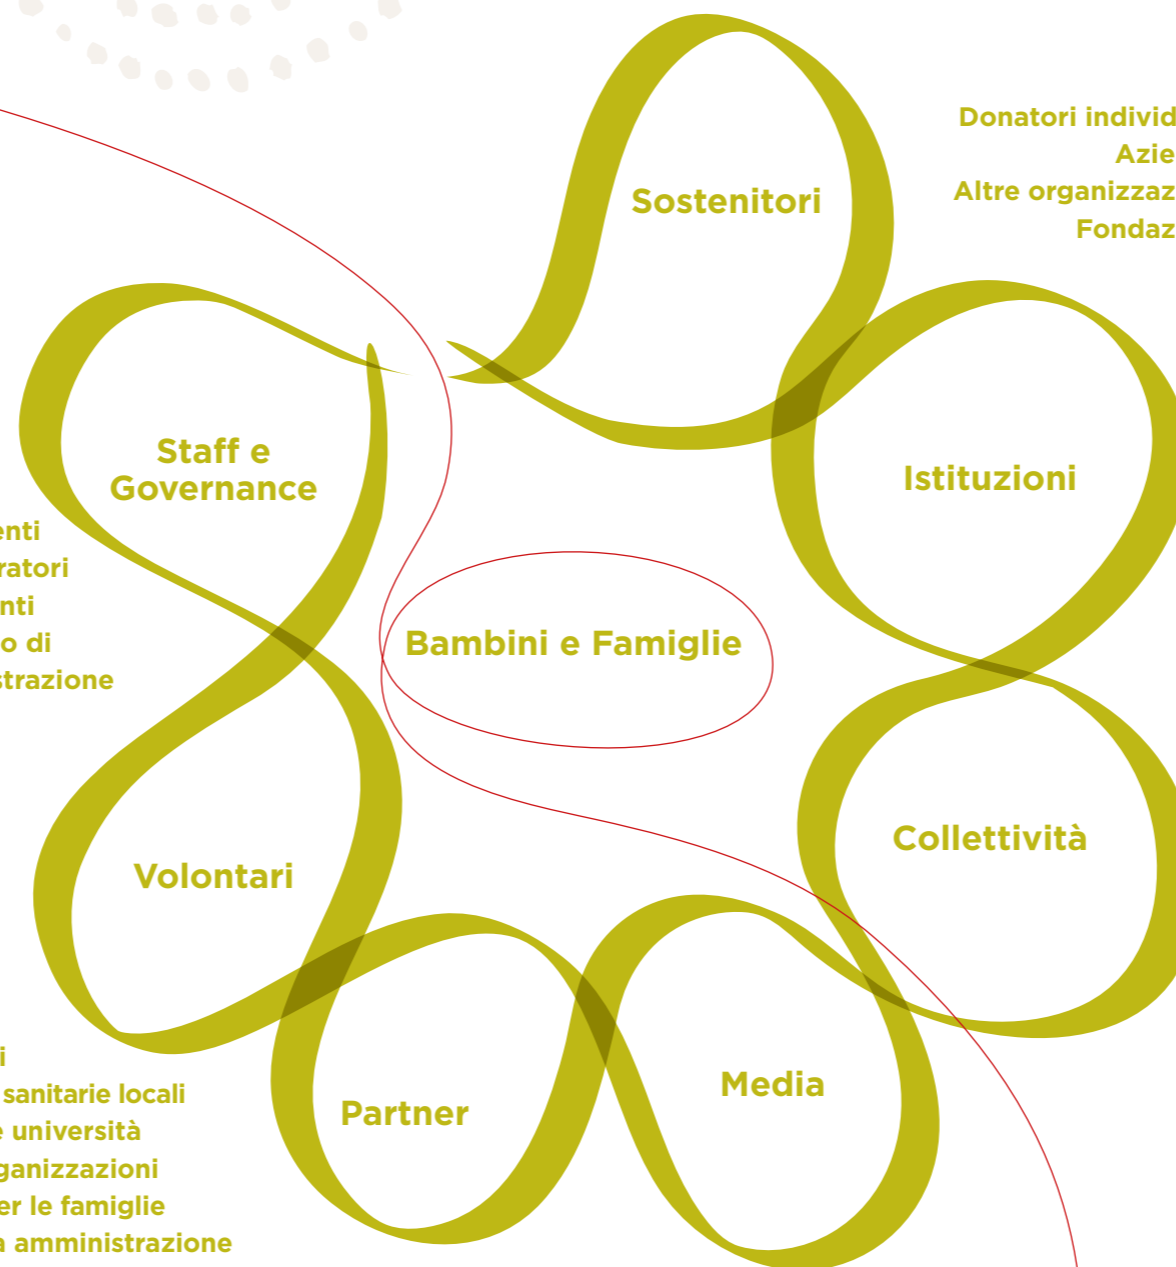 Donatori individ
Azie
Altre organizzaz
Fondaz
Sostenitori
Staff e
Governance
Istituzioni
enti
ratori
nti
o di
strazione
Bambini e Famiglie
Collettività
Volontari
Media
Partner
i
sanitarie locali
e università
ganizzazioni
er le famiglie
a amministrazione